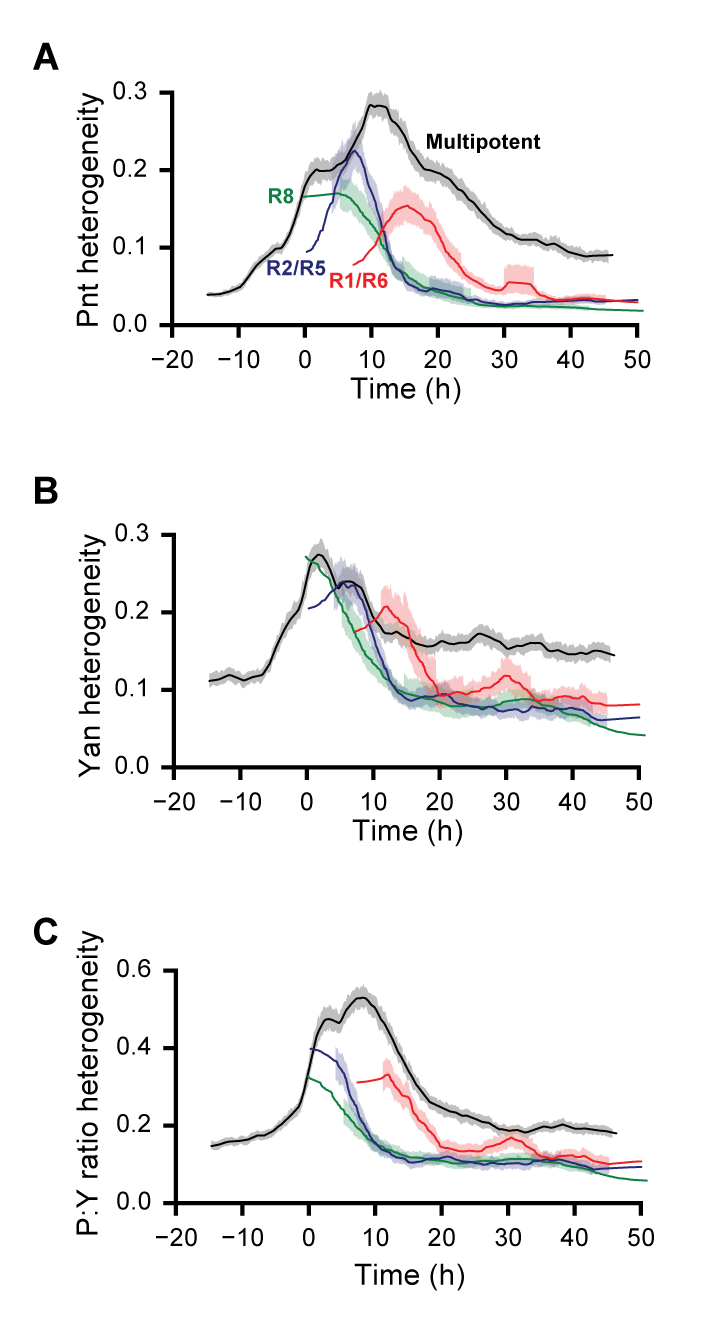 A
Pnt heterogeneity
0.3
0.2
0.1
0.0
Multipotent
R8
R2/R5
R1/R6
−20 −10 0 10 20 30 40 50
Time (h)
B
Yan heterogeneity
0.3
0.2
0.1
0.0
−20 −10 0 10 20 30 40 50
Time (h)
C
P:Y ratio heterogeneity
0.6
0.4
0.2
0.0
−20 −10 0 10 20 30 40 50
Time (h)